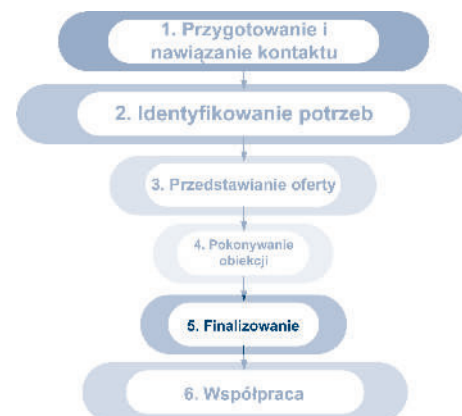 1. Przygotowanie i
nawiązanie kontaktu
2. Identyfikowanie potrzeb
3. Przedstawianie oferty
4. Pokonywanie
obiekcji
5. Finalizowanie
6. Współpraca